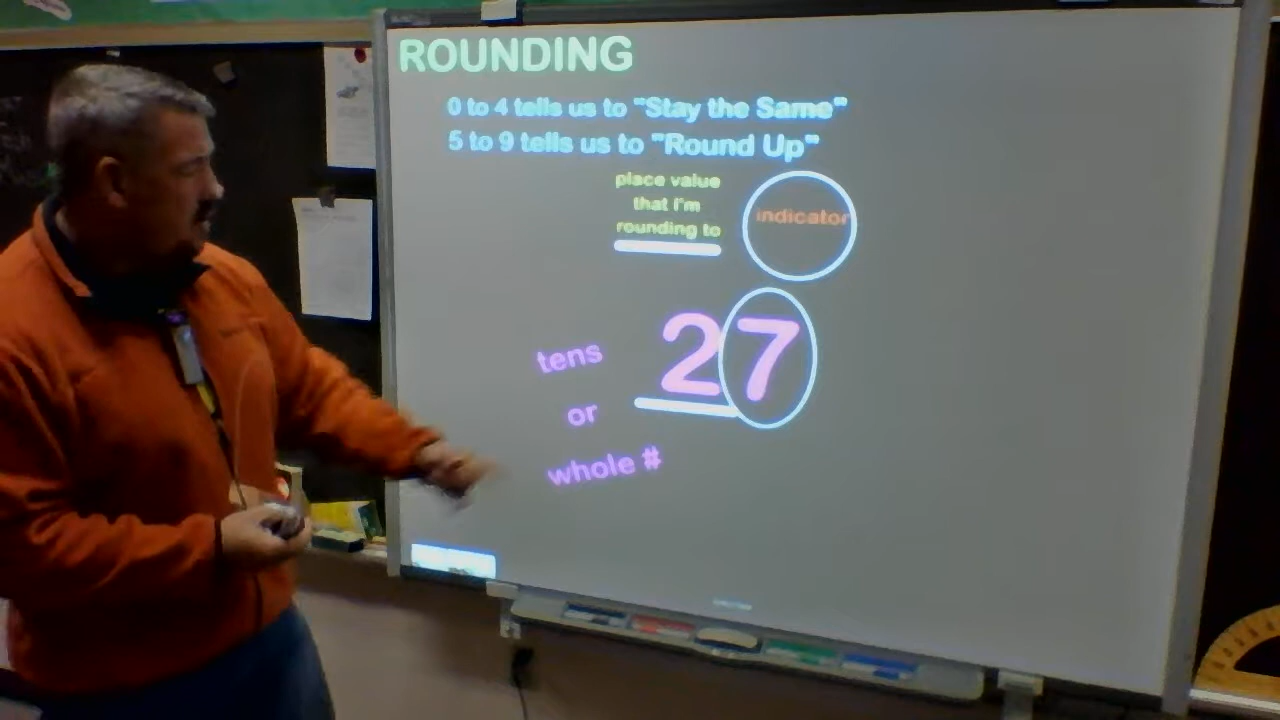 ROUNDING
0 to 4 tells us to "Stay the Same"
5 to 9 tells us to "Round Up"
place value
that I'm
rounding to
indicator
27
tens
or
whole #